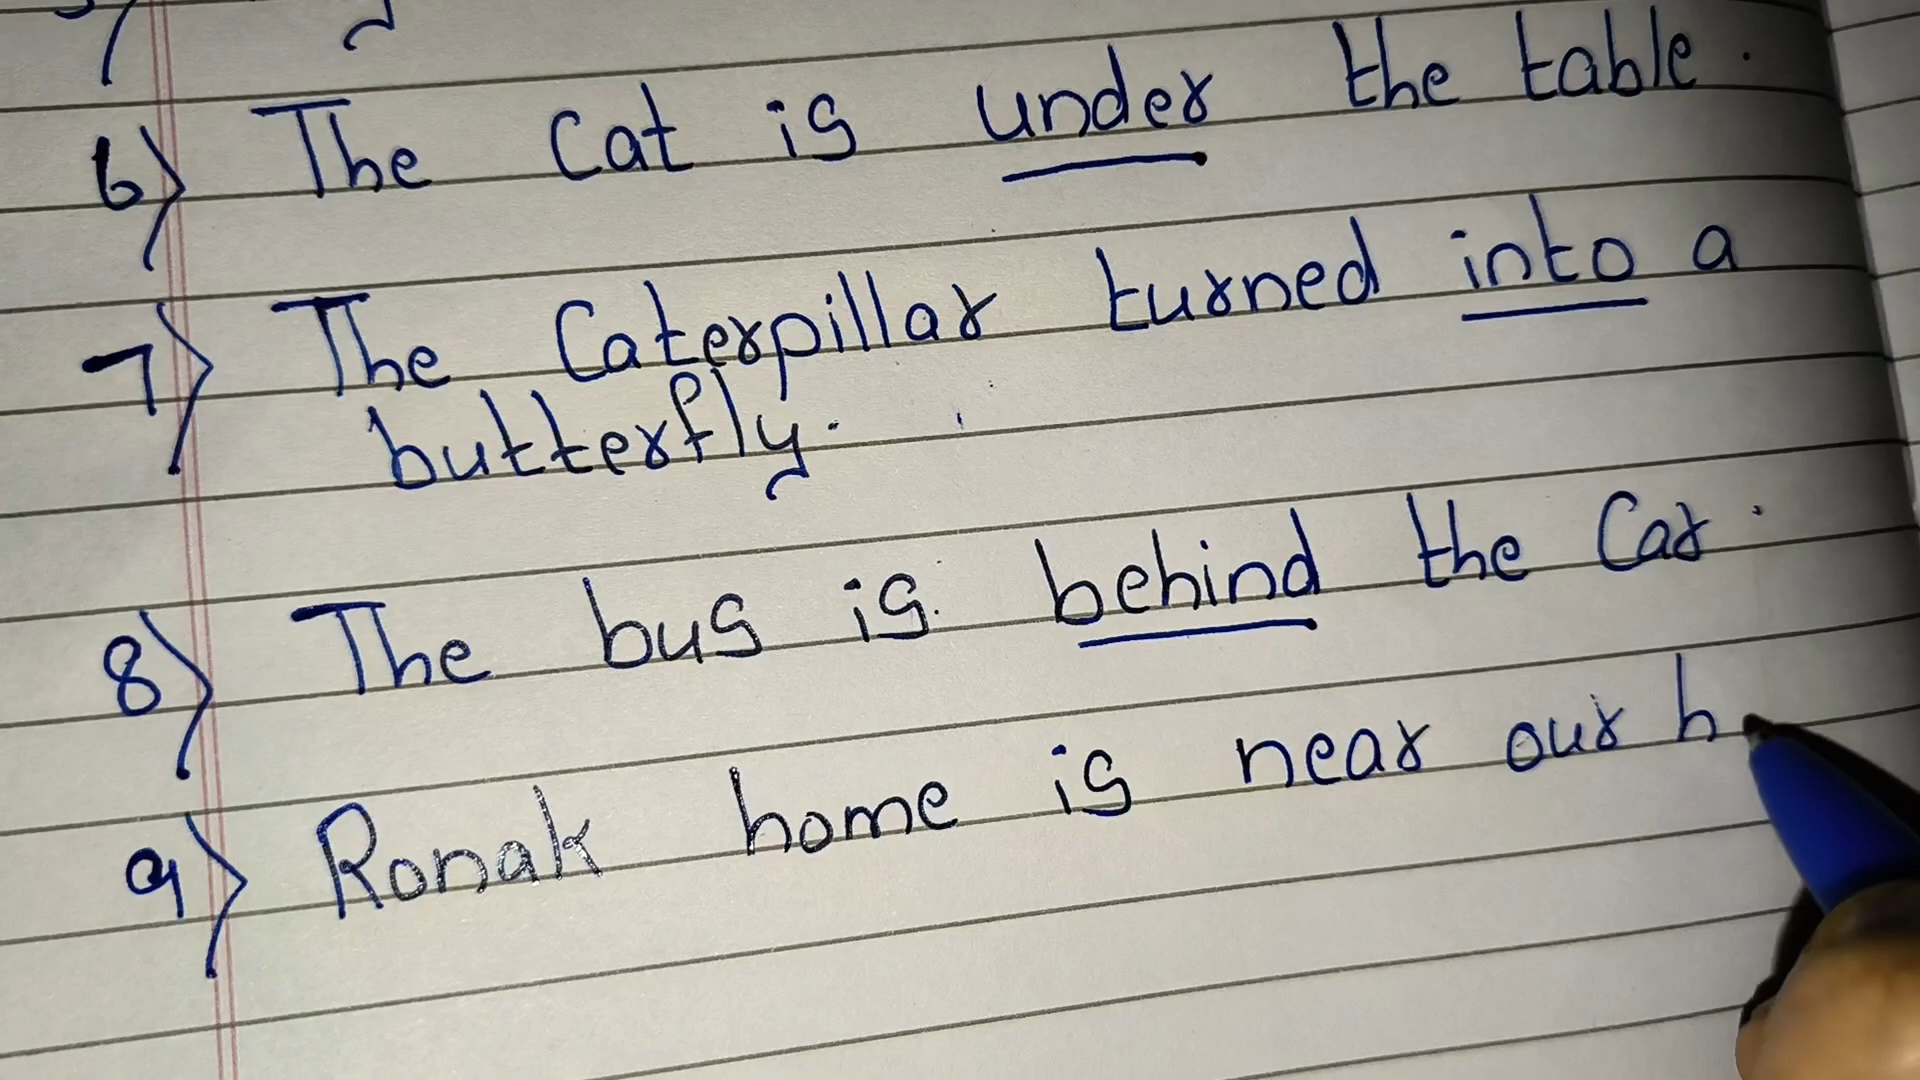 6) The Cat is under the table.
7) The Caterpillar turned into a
butterfly.
8) The bus is behind the Car.
9) Ronak home is near our h